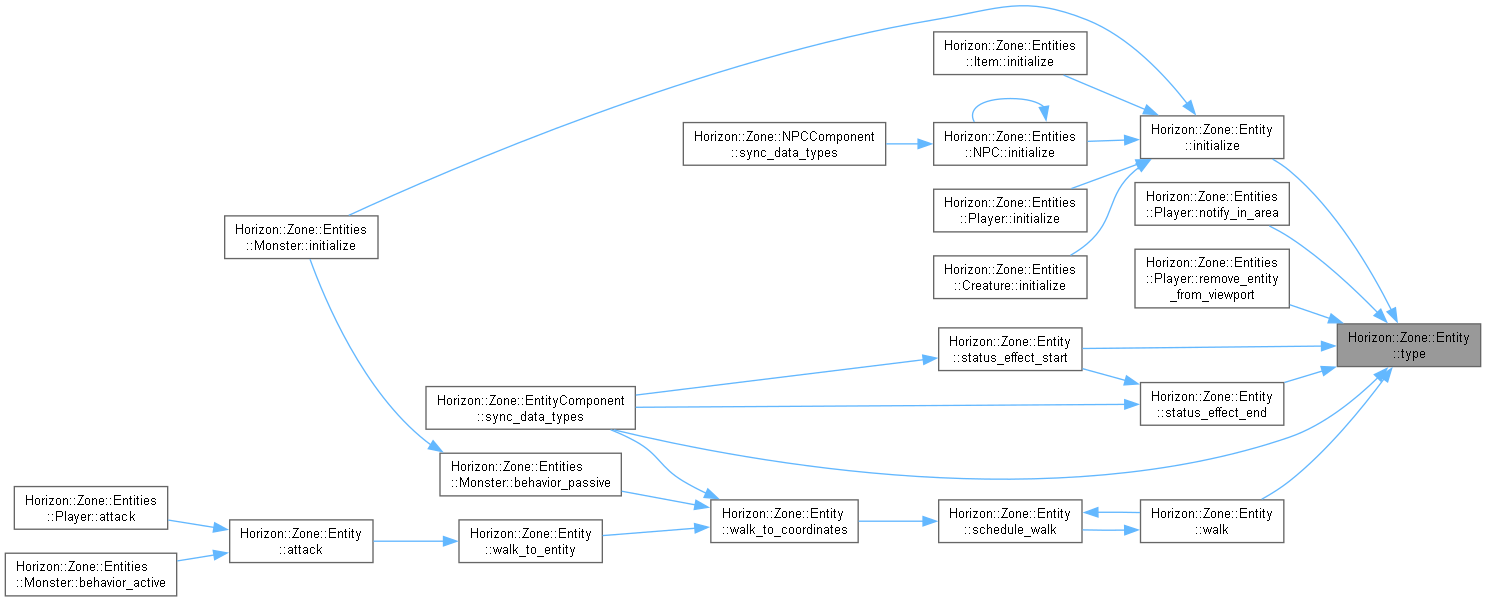 Horizon::Zone::Entities
::Item::initialize
Horizon::Zone::Entity
::initialize
Horizon::Zone::NPCComponent
::sync_data_types
Horizon::Zone::Entities
::NPC::initialize
Horizon::Zone::Entities
::Player::initialize
Horizon::Zone::Entities
::Player::notify_in_area
Horizon::Zone::Entities
::Monster::initialize
Horizon::Zone::Entities
::Creature::initialize
Horizon::Zone::Entities
::Player::remove_entity
_from_viewport
Horizon::Zone::Entity
::type
Horizon::Zone::Entity
::status_effect_start
Horizon::Zone::EntityComponent
::sync_data_types
Horizon::Zone::Entity
::status_effect_end
Horizon::Zone::Entities
::Monster::behavior_passive
Horizon::Zone::Entities
::Player::attack
Horizon::Zone::Entity
::attack
Horizon::Zone::Entity
::walk_to_entity
Horizon::Zone::Entity
::walk_to_coordinates
Horizon::Zone::Entity
::schedule_walk
Horizon::Zone::Entity
::walk
Horizon::Zone::Entities
::Monster::behavior_active